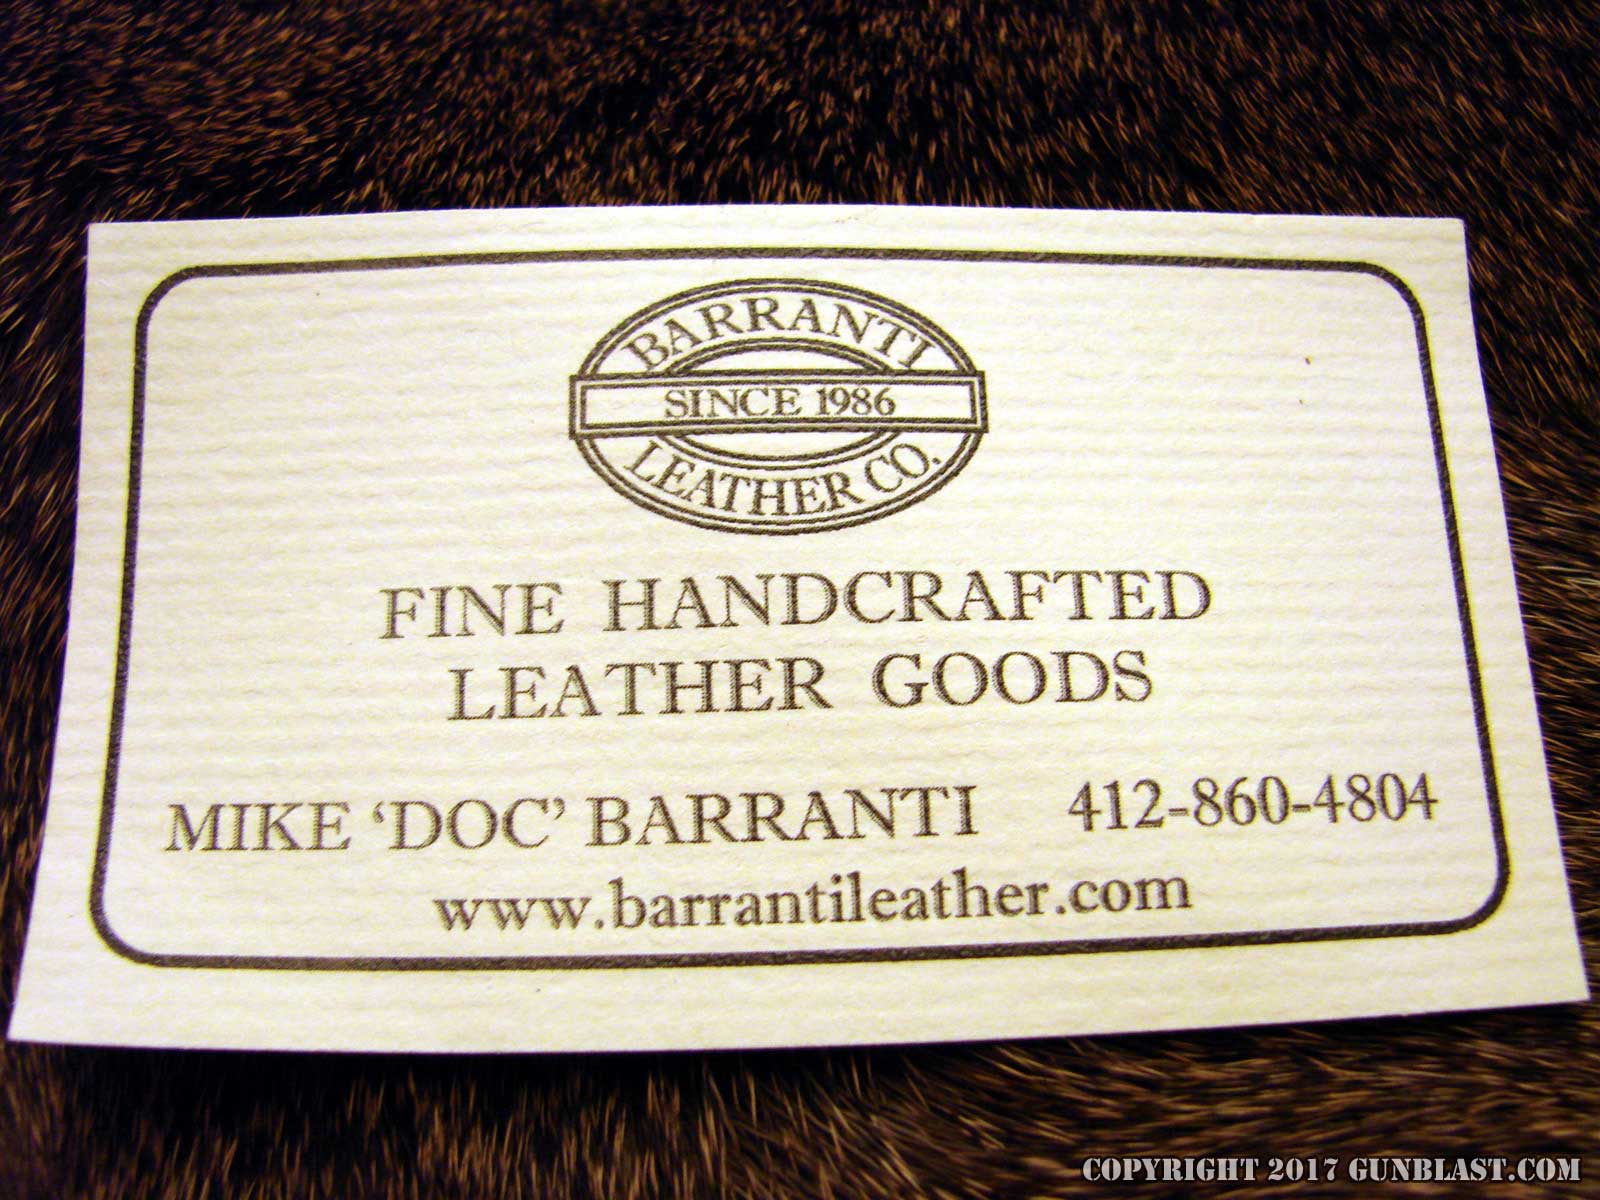 BARRANTI
SINCE 1986
LEATHER CO.
FINE HANDCRAFTED
LEATHER GOODS
MIKE ‘DOC’ BARRANTI 412-860-4804
www.barrantileather.com
COPYRIGHT 2017 GUNBLAST.COM